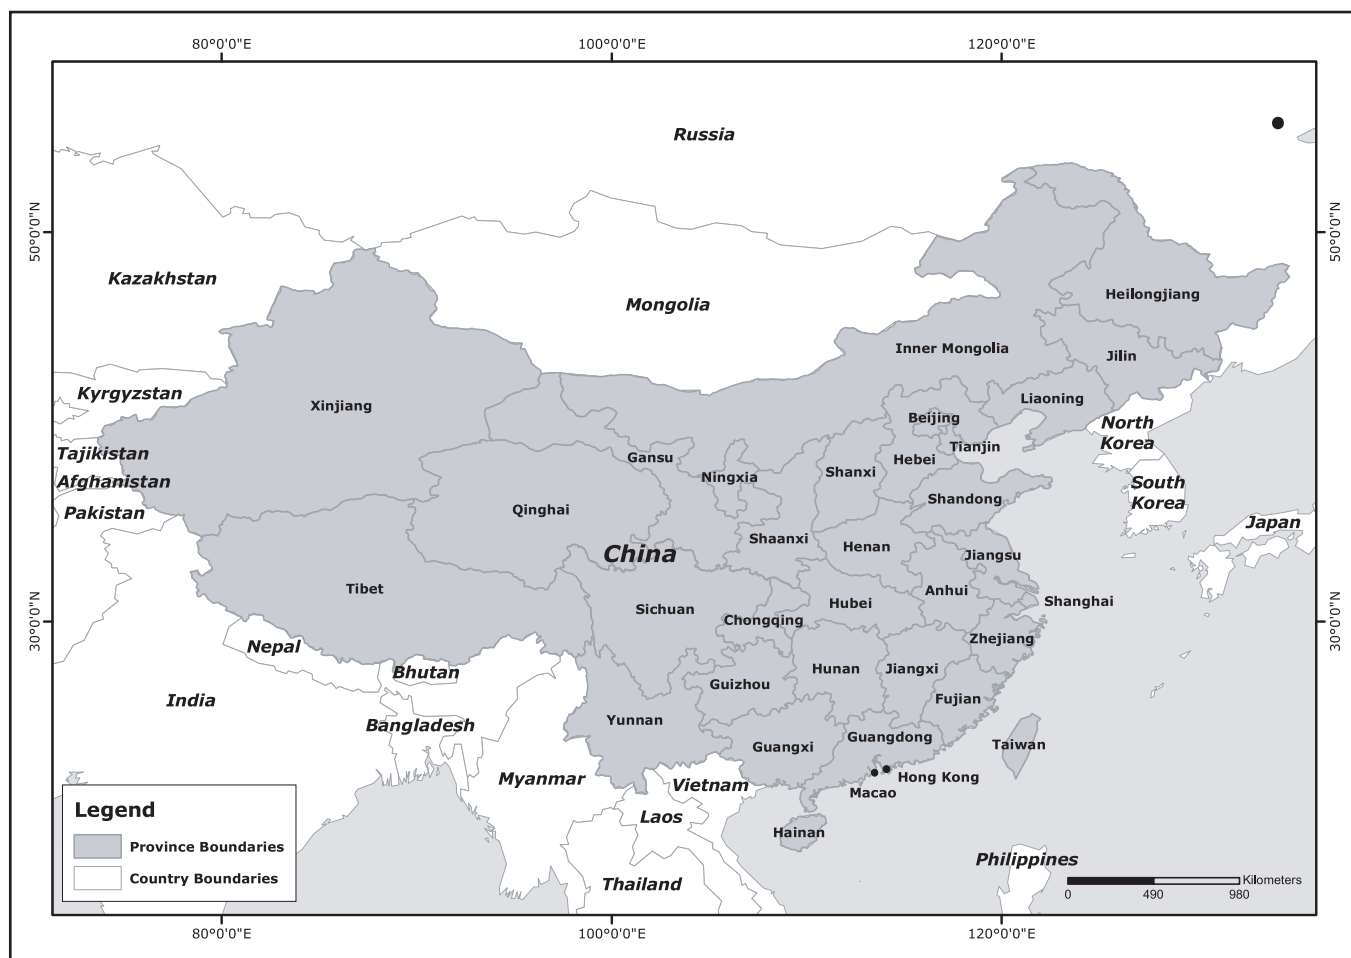 80°0'0"E
100°0'0"E
120°0'0"E
Russia
50°0'0"N
50°0'0"N
Kazakhstan
Mongolia
Heilongjiang
Inner Mongolia
Jilin
Kyrgyzstan
Xinjiang
Liaoning
Beijing
North
Korea
Tianjin
Tajikistan
Gansu
Hebei
Ningxia
Shanxi
Afghanistan
South
Korea
Shandong
Pakistan
Qinghai
Japan
Shaanxi
Henan
China
Jiangsu
Tibet
Anhui
Shanghai
Sichuan
Hubei
Chongqing
30°0'0"N
30°0'0"N
Zhejiang
Nepal
Bhutan
Hunan
Jiangxi
Guizhou
India
Fujian
Yunnan
Bangladesh
Guangdong
Guangxi
Taiwan
Myanmar
Vietnam
Hong Kong
Macao
Legend
Laos
Hainan
Province Boundaries
Philippines
Country Boundaries
Thailand
Kilometers
0
490
980
80°0'0"E
100°0'0"E
120°0'0"E